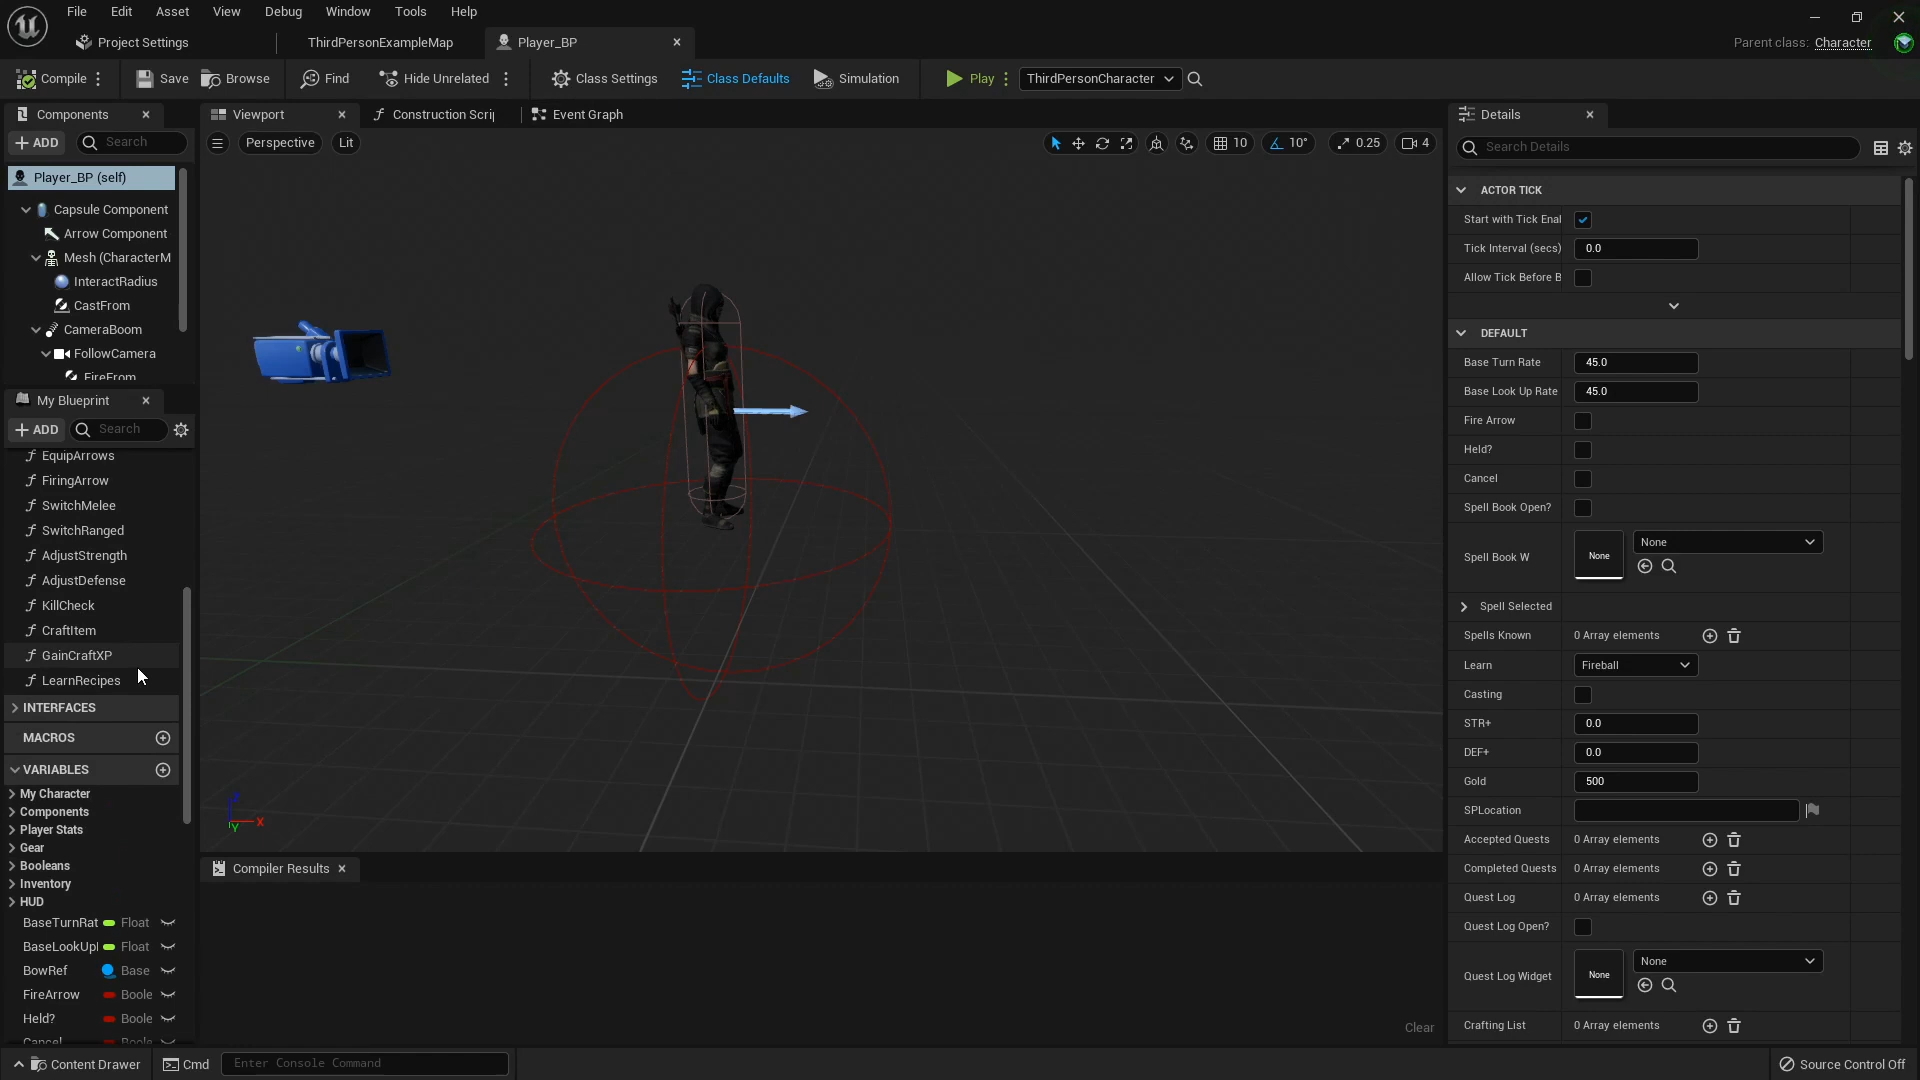 File Edit Asset View Debug Window Tools Help
Project Settings ThirdPersonExampleMap Player_BP Parent class: Character
Compile Save Browse Find Hide Unrelated Class Settings Class Defaults Simulation Play ThirdPersonCharacter
Components
ADD Search
Player_BP (self)
Capsule Component
Arrow Component
Mesh (CharacterM
InteractRadius
CastFrom
CameraBoom
FollowCamera
FireFrom
My Blueprint
ADD Search
EquipArrows
FiringArrow
SwitchMelee
SwitchRanged
AdjustStrength
AdjustDefense
KillCheck
CraftItem
GainCraftXP
LearnRecipes
INTERFACES
MACROS
VARIABLES
My Character
Components
Player Stats
Gear
Booleans
Inventory
HUD
BaseTurnRat Float
BaseLookUpI Float
BowRef Base
FireArrow Boole
Held? Boole
Cancel Boole
Viewport Construction Scrip Event Graph
Perspective Lit 10 10° 0.25 4
Z
X
Y
Compiler Results
Clear
Details
Search Details
ACTOR TICK
Start with Tick Enal
Tick Interval (secs) 0.0
Allow Tick Before B
DEFAULT
Base Turn Rate 45.0
Base Look Up Rate 45.0
Fire Arrow
Held?
Cancel
Spell Book Open?
Spell Book W None None
Spell Selected
Spells Known 0 Array elements
Learn Fireball
Casting
STR+ 0.0
DEF+ 0.0
Gold 500
SPLocation
Accepted Quests 0 Array elements
Completed Quests 0 Array elements
Quest Log 0 Array elements
Quest Log Open?
Quest Log Widget None None
Crafting List 0 Array elements
Content Drawer Cmd Enter Console Command Source Control Off